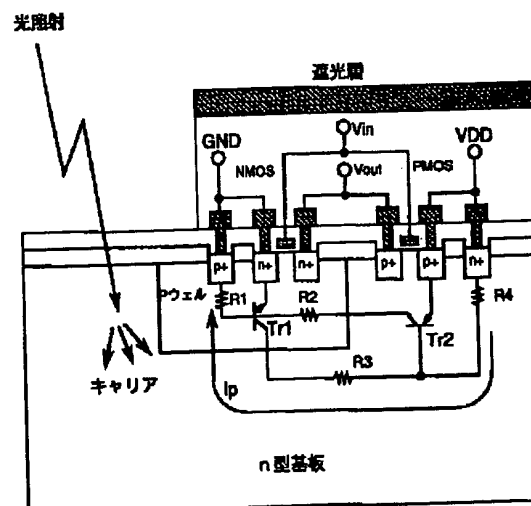 光照射
遮光層
Vin
GND
VDD
NMOS
PMOS
Vout
p+
n+
n+
p+
p+
n+
Pウェル
R1
R2
R4
Tr1
Tr2
R3
キャリア
Ip
n型基板